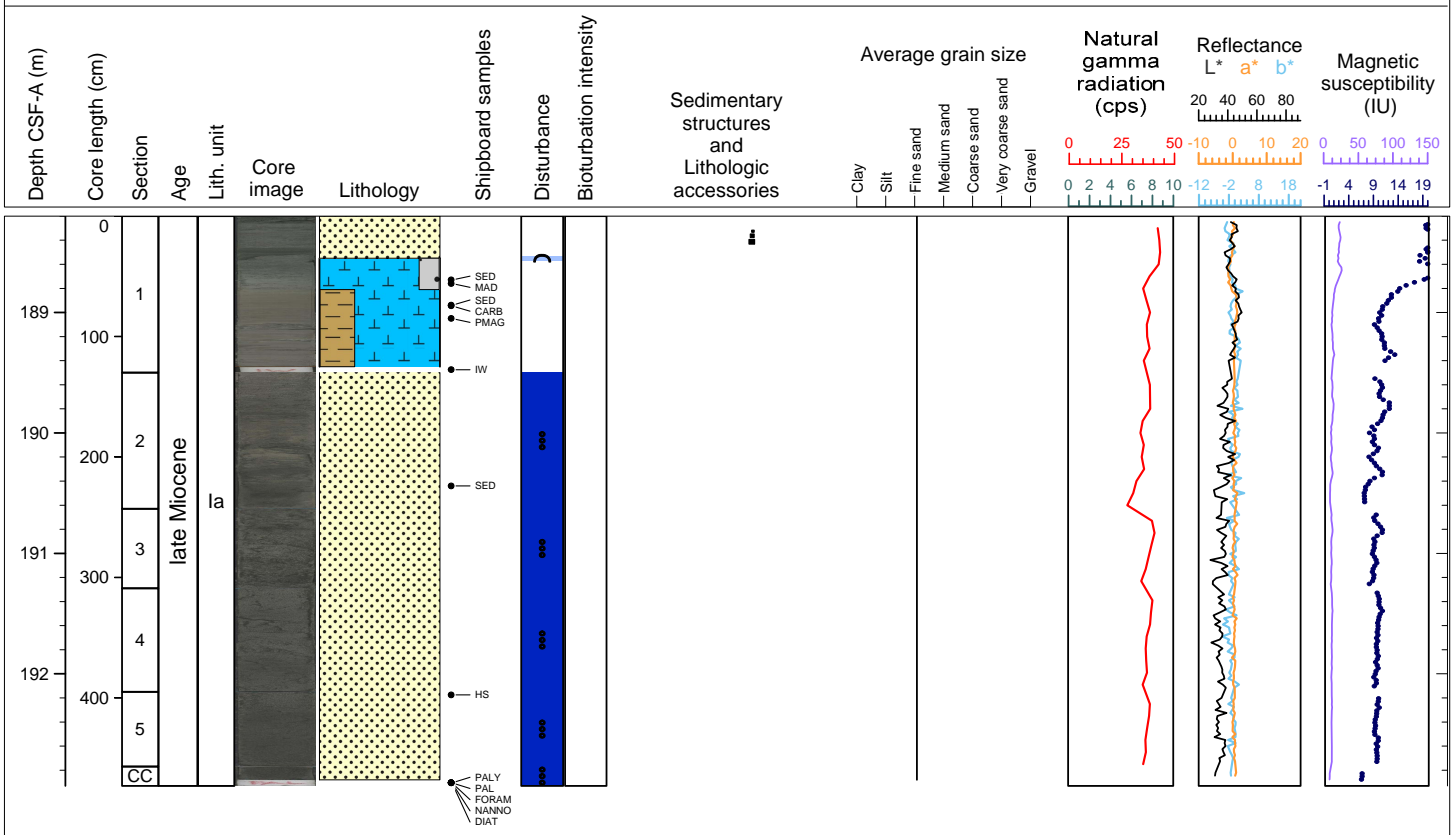 Depth CSF-A (m)
Core length (cm)
Section
Age
Lith. unit
Core
image
Lithology
Shipboard samples
Disturbance
Bioturbation intensity
Sedimentary
structures
and
Lithologic
accessories
Average grain size
Clay
Silt
Fine sand
Medium sand
Coarse sand
Very coarse sand
Gravel
Natural
gamma
radiation
(cps)
0 25 50
0 2 4 6 8 10
Reflectance
L* a* b*
20 40 60 80
-10 0 10 20
-12 -2 8 18
Magnetic
susceptibility
(IU)
0 50 100 150
-1 4 9 14 19
189
190
191
192
0
100
200
300
400
1
2
3
4
5
CC
late Miocene
Ia
SED
MAD
SED
CARB
PMAG
IW
SED
HS
PALY
PAL
FORAM
NANNO
DIAT